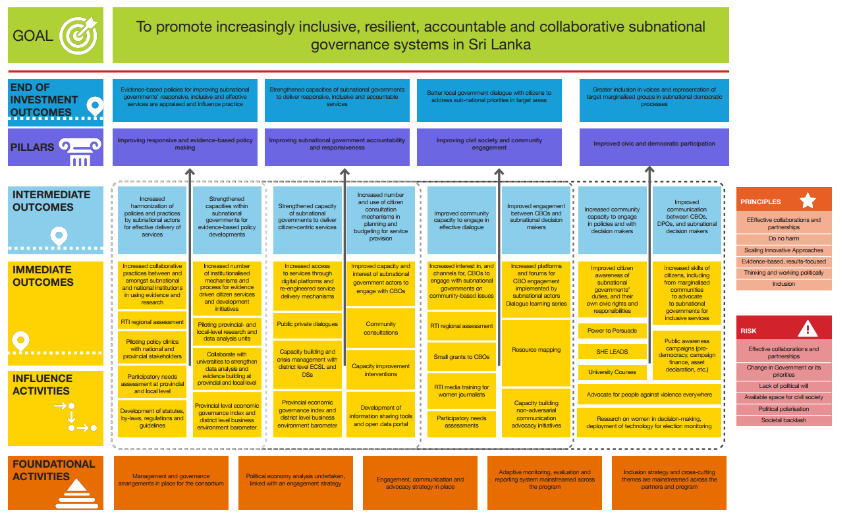 GOAL
To promote increasingly inclusive, resilient, accountable and collaborative subnational
governance systems in Sri Lanka
END OF
INVESTMENT
OUTCOMES
Evidence-based policies for improving subnational
governments' responsive, inclusive and effective
services are appraised and influence practice
Strengthened capacities of subnational governments
to deliver responsive, inclusive and accountable
services
Better local government dialogue with citizens to
address sub-national priorities in target areas
Greater inclusion in voices and representation of
target marginalised groups in subnational democratic
processes
PILLARS
Improving responsive and evidence-based policy
making
Improving subnational government accountability
and responsiveness
Improving civil society and community
engagement
Improved civic and democratic participation
INTERMEDIATE
OUTCOMES
Increased
harmonization of
policies and practices
by subnational actors
for effective delivery of
services
Strengthened
capacities within
subnational
governments for
evidence-based policy
developments
Strengthened capacity
of subnational
governments to deliver
citizen-centric services
Increased number
and use of citizen
consultation
mechanisms in
planning and
budgeting for service
provision
Improved community
capacity to engage in
effective dialogue
Improved engagement
between CBOs and
subnational decision
makers
Increased community
capacity to engage
in policies and with
decision makers
Improved
communication
between CBOs,
DPOs, and subnational
decision makers
IMMEDIATE
OUTCOMES
Increased collaborative
practices between and
amongst subnational
and national institutions
in using evidence and
research
Increased number
of institutionalised
mechanisms and
process for evidence
driven citizen services
and development
initiatives
Increased access
to services through
digital platforms and
re-engineered service
delivery mechanisms
Improved capacity and
interest of subnational
government actors to
engage with CBOs
Increased interest in, and
channels for, CBOs to
engage with subnational
governments on
community-based issues
Increased platforms
and forums for
CBO engagement
implemented by
subnational actors
Dialogue learning series
Improved citizen
awareness of
subnational
governments'
duties, and their
own civic rights and
responsibilities
Increased skills of
citizens, including
from marginalised
communities
to advocate
to subnational
governments for
inclusive services
INFLUENCE
ACTIVITIES
RTI regional assessment
Piloting policy clinics
with national and
provincial stakeholders
Participatory needs
assessment at provincial
and local level
Development of statutes,
by-laws, regulations and
guidelines
Piloting provincial- and
local-level research and
data analysis units
Collaborate with
universities to strengthen
data analysis and
evidence building at
provincial and local level
Provincial level economic
governance index and
district level business
environment barometer
Public private dialogues
Capacity building and
crisis management with
district level ECSL and
DSs
Provincial economic
governance index and
district level business
environment barometer
Community
consultations
Capacity improvement
interventions
Development of
information sharing tools
and open data portal
RTI regional assessment
Small grants to CBOs
RTI media training for
women journalists
Participatory needs
assessments
Resource mapping
Capacity building
non-adversarial
communication
advocacy initiatives
Power to Persuade
SHE LEADS
University Courses
Public awareness
campaigns (pro-
democracy, campaign
finance, asset
declaration, etc.)
Advocate for people against violence everywhere
Research on women in decision-making,
deployment of technology for election monitoring
FOUNDATIONAL
ACTIVITIES
Management and governance
arrangements in place for the consortium
Political economy analysis undertaken,
linked with an engagement strategy
Engagement, communication and
advocacy strategy in place
Adaptive monitoring, evaluation and
reporting system mainstreamed across
the program
Inclusion strategy and cross-cutting
themes are mainstreamed across the
partners and program
PRINCIPLES
EEffective collaborations and
partnerships
Do no harm
Scaling Innovative Approaches
Evidence-based, results-focused
Thinking and working politically
Inclusion
RISK
Effective collaborations and
partnerships
Change in Government or its
priorities
Lack of political will
Available space for civil society
Political polarisation
Societal backlash